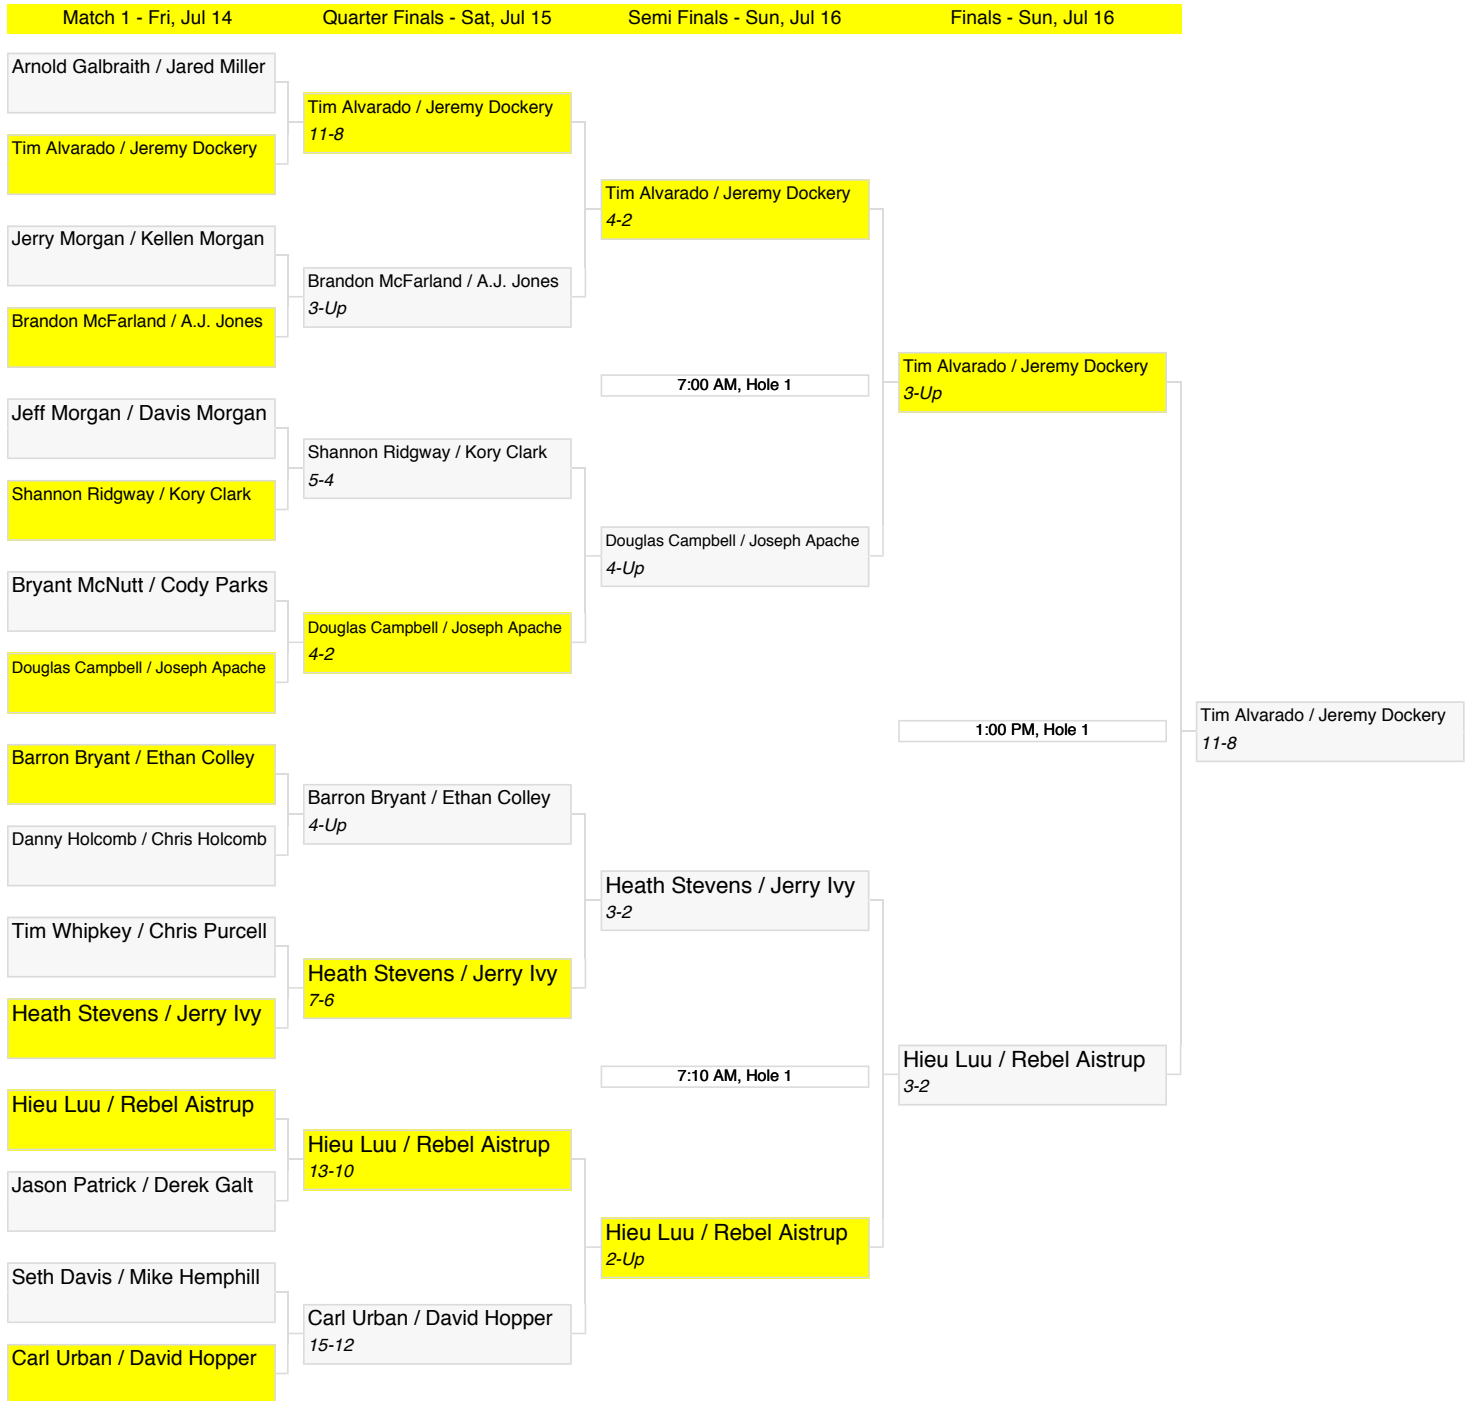 Match 1 - Fri, Jul 14
Quarter Finals - Sat, Jul 15
Semi Finals - Sun, Jul 16
Finals - Sun, Jul 16
Arnold Galbraith / Jared Miller
Tim Alvarado / Jeremy Dockery
Jerry Morgan / Kellen Morgan
Brandon McFarland / A.J. Jones
Jeff Morgan / Davis Morgan
Shannon Ridgway / Kory Clark
Bryant McNutt / Cody Parks
Douglas Campbell / Joseph Apache
Barron Bryant / Ethan Colley
Danny Holcomb / Chris Holcomb
Tim Whipkey / Chris Purcell
Heath Stevens / Jerry Ivy
Hieu Luu / Rebel Aistrup
Jason Patrick / Derek Galt
Seth Davis / Mike Hemphill
Carl Urban / David Hopper
Tim Alvarado / Jeremy Dockery
11-8
Brandon McFarland / A.J. Jones
3-Up
Shannon Ridgway / Kory Clark
5-4
Douglas Campbell / Joseph Apache
4-2
Barron Bryant / Ethan Colley
4-Up
Heath Stevens / Jerry Ivy
7-6
Hieu Luu / Rebel Aistrup
13-10
Carl Urban / David Hopper
15-12
Tim Alvarado / Jeremy Dockery
4-2
7:00 AM, Hole 1
Douglas Campbell / Joseph Apache
4-Up
Heath Stevens / Jerry Ivy
3-2
7:10 AM, Hole 1
Hieu Luu / Rebel Aistrup
2-Up
Tim Alvarado / Jeremy Dockery
3-Up
1:00 PM, Hole 1
Hieu Luu / Rebel Aistrup
3-2
Tim Alvarado / Jeremy Dockery
11-8